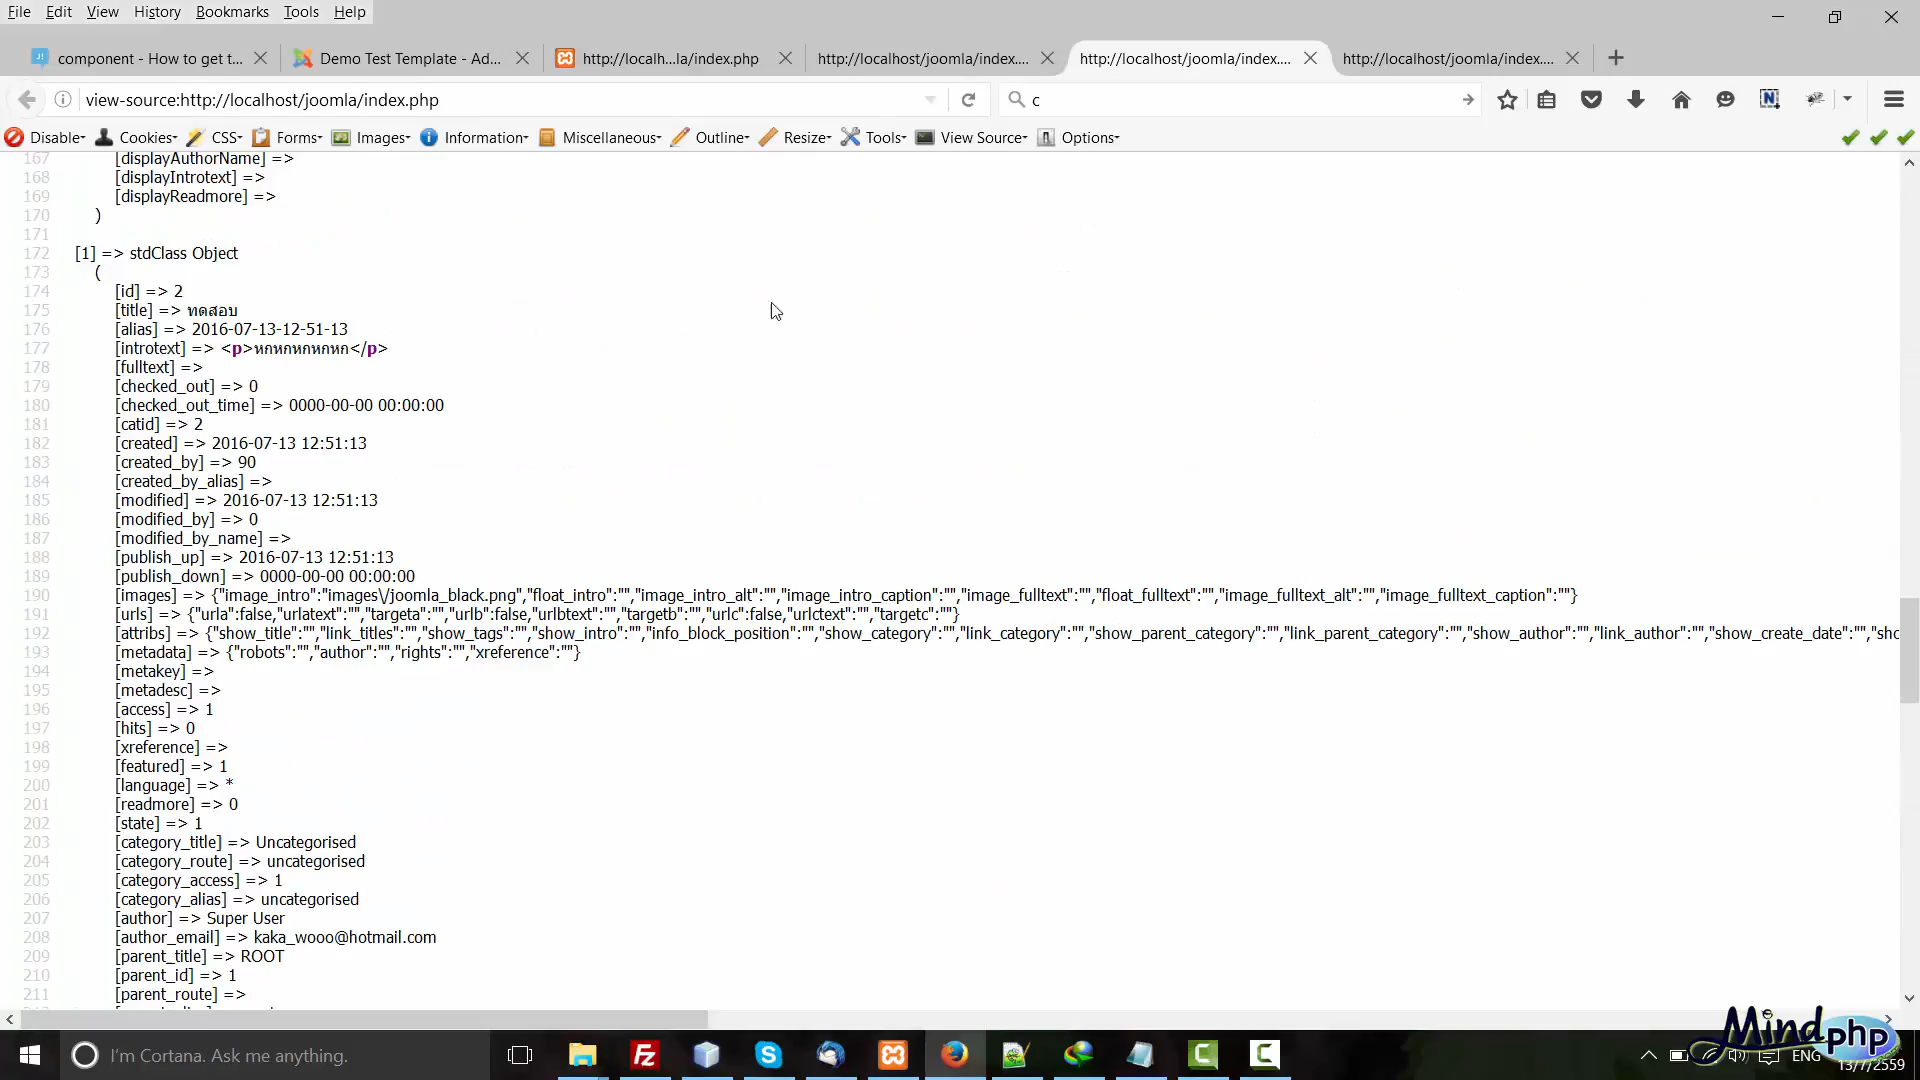 File Edit View History Bookmarks Tools Help
component - How to get t... Demo Test Template - Ad... http://localh...la/index.php http://localhost/joomla/index.... http://localhost/joomla/index.... http://localhost/joomla/index....
view-source:http://localhost/joomla/index.php c
Disable Cookies CSS Forms Images Information Miscellaneous Outline Resize Tools View Source Options
167 [displayAuthorName] =>
168 [displayIntrotext] =>
169 [displayReadmore] =>
170 )
171
172 [1] => stdClass Object
173 (
174 [id] => 2
175 [title] => ทดสอบ
176 [alias] => 2016-07-13-12-51-13
177 [introtext] => <p>หกหกหกหกหก</p>
178 [fulltext] =>
179 [checked_out] => 0
180 [checked_out_time] => 0000-00-00 00:00:00
181 [catid] => 2
182 [created] => 2016-07-13 12:51:13
183 [created_by] => 90
184 [created_by_alias] =>
185 [modified] => 2016-07-13 12:51:13
186 [modified_by] => 0
187 [modified_by_name] =>
188 [publish_up] => 2016-07-13 12:51:13
189 [publish_down] => 0000-00-00 00:00:00
190 [images] => {"image_intro":"images\/joomla_black.png","float_intro":"","image_intro_alt":"","image_intro_caption":"","image_fulltext":"","float_fulltext":"","image_fulltext_alt":"","image_fulltext_caption":""}
191 [urls] => {"urla":false,"urlatext":"","targeta":"","urlb":false,"urlbtext":"","targetb":"","urlc":false,"urlctext":"","targetc":""}
192 [attribs] => {"show_title":"","link_titles":"","show_tags":"","show_intro":"","info_block_position":"","show_category":"","link_category":"","show_parent_category":"","link_parent_category":"","show_author":"","link_author":"","show_create_date":"","sho
193 [metadata] => {"robots":"","author":"","rights":"","xreference":""}
194 [metakey] =>
195 [metadesc] =>
196 [access] => 1
197 [hits] => 0
198 [xreference] =>
199 [featured] => 1
200 [language] => *
201 [readmore] => 0
202 [state] => 1
203 [category_title] => Uncategorised
204 [category_route] => uncategorised
205 [category_access] => 1
206 [category_alias] => uncategorised
207 [author] => Super User
208 [author_email] => kaka_wooo@hotmail.com
209 [parent_title] => ROOT
210 [parent_id] => 1
211 [parent_route] =>
Mindphp
I'm Cortana. Ask me anything. ENG
13/7/2559